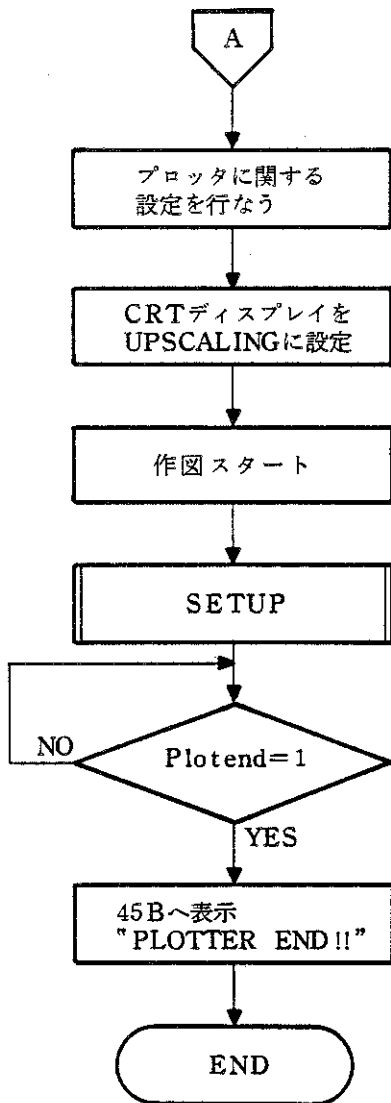 A
プロッタに関する
設定を行なう
CRTディスプレイを
UPSCALINGに設定
作図スタート
SETUP
NO
Plotend=1
YES
45Bへ表示
"PLOTTER END!!"
END